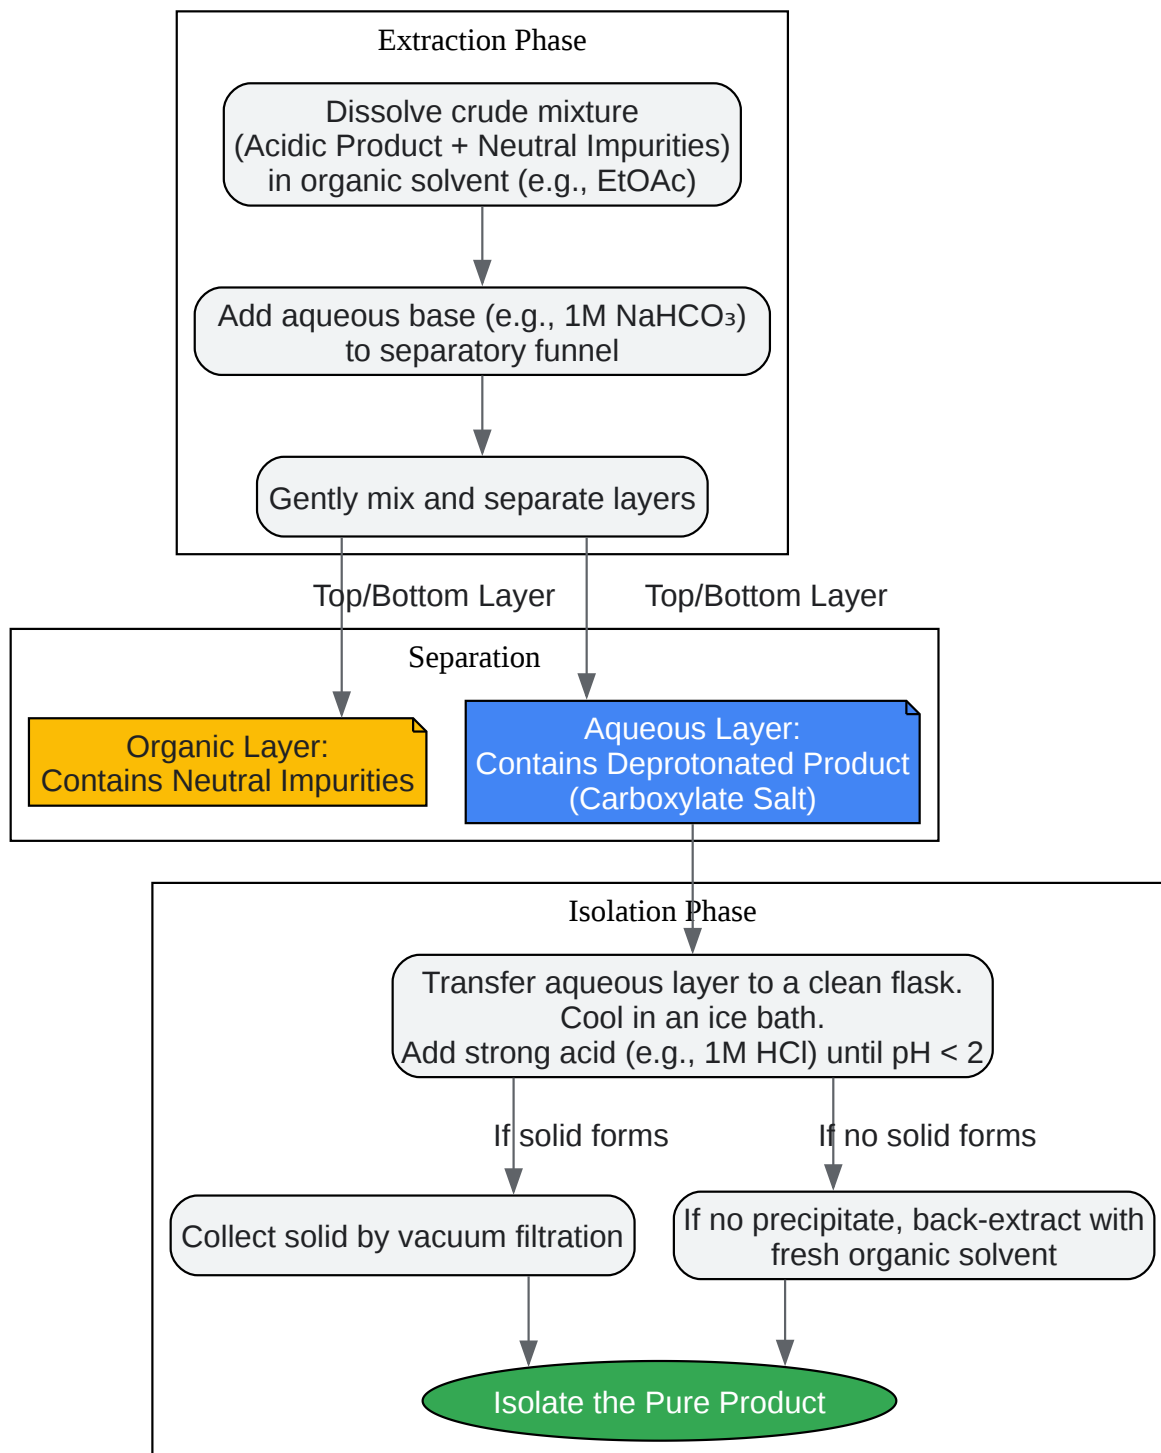 Extraction Phase
Dissolve crude mixture
(Acidic Product + Neutral Impurities)
in organic solvent (e.g., EtOAc)
Add aqueous base (e.g., 1M NaHCO₃)
to separatory funnel
Gently mix and separate layers
Top/Bottom Layer
Top/Bottom Layer
Separation
Organic Layer:
Contains Neutral Impurities
Aqueous Layer:
Contains Deprotonated Product
(Carboxylate Salt)
Isolation Phase
Transfer aqueous layer to a clean flask.
Cool in an ice bath.
Add strong acid (e.g., 1M HCl) until pH < 2
If solid forms
If no solid forms
Collect solid by vacuum filtration
If no precipitate, back-extract with
fresh organic solvent
Isolate the Pure Product